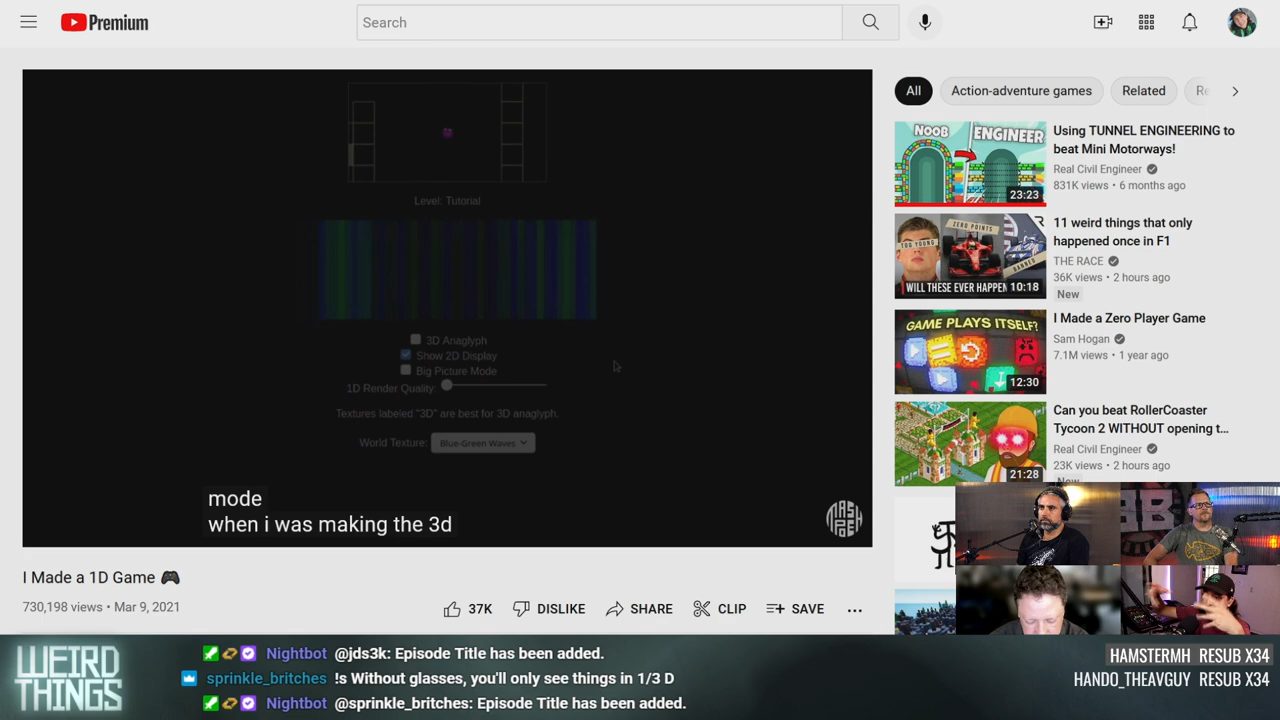 Premium
Search
Level: Tutorial
3D Anaglyph
Show 2D Display
Big Picture Mode
1D Render Quality:
Textures labeled "3D" are best for 3D anaglyph.
World Texture: Blue-Green Waves
mode
when i was making the 3d
I Made a 1D Game 🎮
730,198 views • Mar 9, 2021
37K
DISLIKE
SHARE
CLIP
SAVE
All
Action-adventure games
Related
Re
NOOB
ENGINEER
23:23
Using TUNNEL ENGINEERING to
beat Mini Motorways!
Real Civil Engineer
831K views • 6 months ago
TOO YOUNG
ZERO POINTS
BANNED
WILL THESE EVER HAPPEN
10:18
11 weird things that only
happened once in F1
THE RACE
36K views • 2 hours ago
New
GAME PLAYS ITSELF?
12:30
I Made a Zero Player Game
Sam Hogan
7.1M views • 1 year ago
21:28
Can you beat RollerCoaster
Tycoon 2 WITHOUT opening t...
Real Civil Engineer
23K views • 2 hours ago
WEIRD
THINGS
Nightbot @jds3k: Episode Title has been added.
sprinkle_britches !s Without glasses, you'll only see things in 1/3 D
Nightbot @sprinkle_britches: Episode Title has been added.
HAMSTERMH RESUB X34
HANDO_THEAVGUY RESUB X34